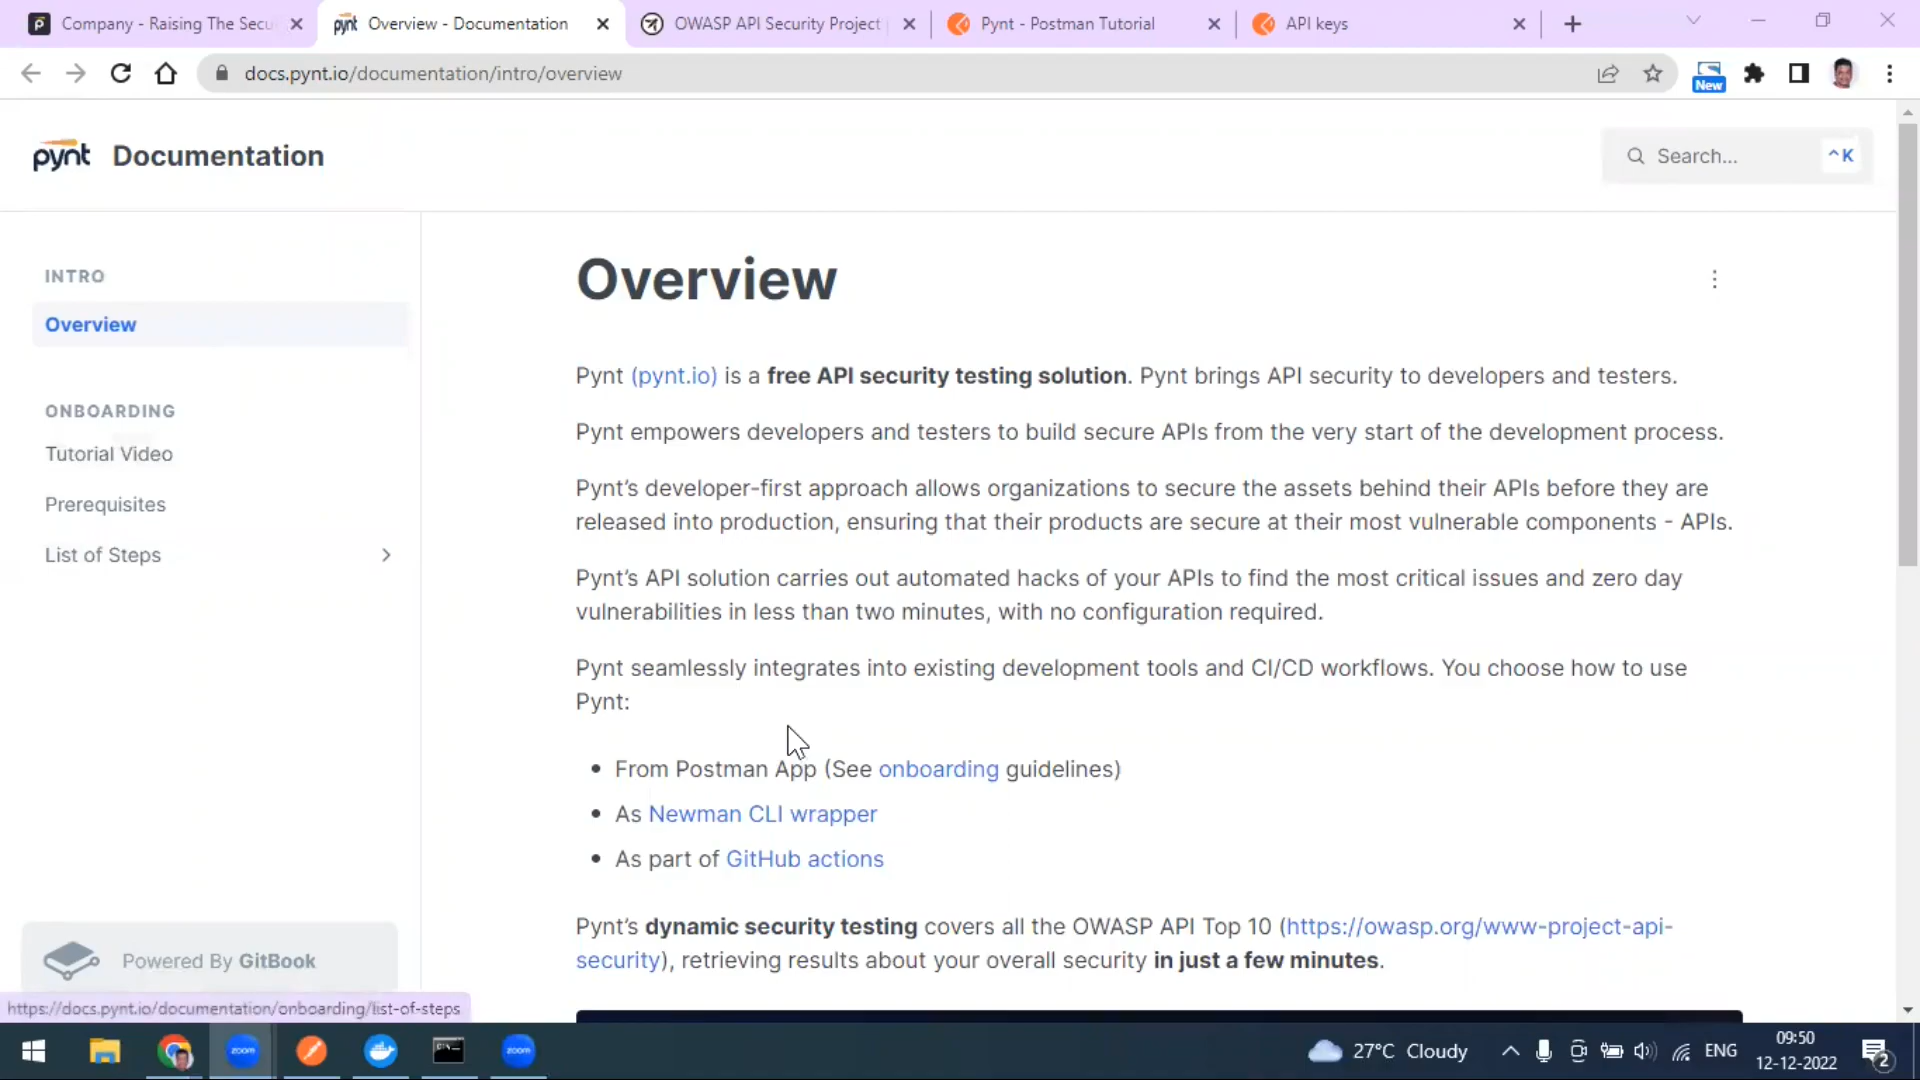 Company - Raising The Secu
Overview - Documentation
OWASP API Security Project
Pynt - Postman Tutorial
API keys
docs.pynt.io/documentation/intro/overview
New
pynt Documentation
Search... ^K
INTRO
Overview
ONBOARDING
Tutorial Video
Prerequisites
List of Steps
Powered By GitBook
Overview
Pynt (pynt.io) is a free API security testing solution. Pynt brings API security to developers and testers.
Pynt empowers developers and testers to build secure APIs from the very start of the development process.
Pynt’s developer-first approach allows organizations to secure the assets behind their APIs before they are
released into production, ensuring that their products are secure at their most vulnerable components - APIs.
Pynt’s API solution carries out automated hacks of your APIs to find the most critical issues and zero day
vulnerabilities in less than two minutes, with no configuration required.
Pynt seamlessly integrates into existing development tools and CI/CD workflows. You choose how to use
Pynt:
• From Postman App (See onboarding guidelines)
• As Newman CLI wrapper
• As part of GitHub actions
Pynt’s dynamic security testing covers all the OWASP API Top 10 (https://owasp.org/www-project-api-
security), retrieving results about your overall security in just a few minutes.
https://docs.pynt.io/documentation/onboarding/list-of-steps
zoom
zoom
27°C Cloudy
ENG
09:50
12-12-2022
2